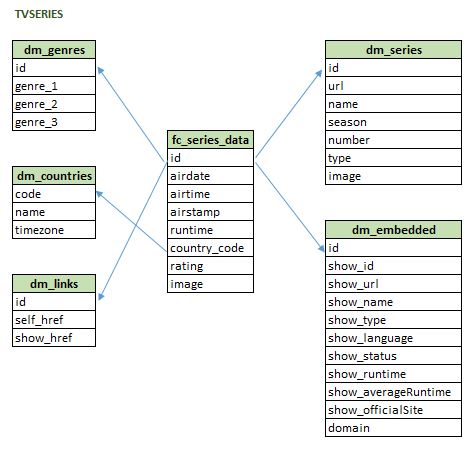 TVSERIES
dm_genres
id
genre_1
genre_2
genre_3
dm_countries
code
name
timezone
dm_links
id
self_href
show_href
fc_series_data
id
airdate
airtime
airstamp
runtime
country_code
rating
image
dm_series
id
url
name
season
number
type
image
dm_embedded
id
show_id
show_url
show_name
show_type
show_language
show_status
show_runtime
show_averageRuntime
show_officialSite
domain